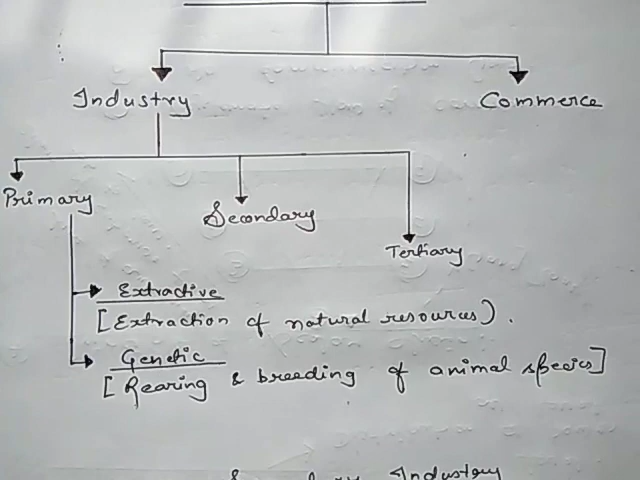 Industry
Commerce
Primary
Secondary
Tertiary
Extractive
[Extraction of natural resources).
Genetic
[Rearing & breeding of animal species]
Industry